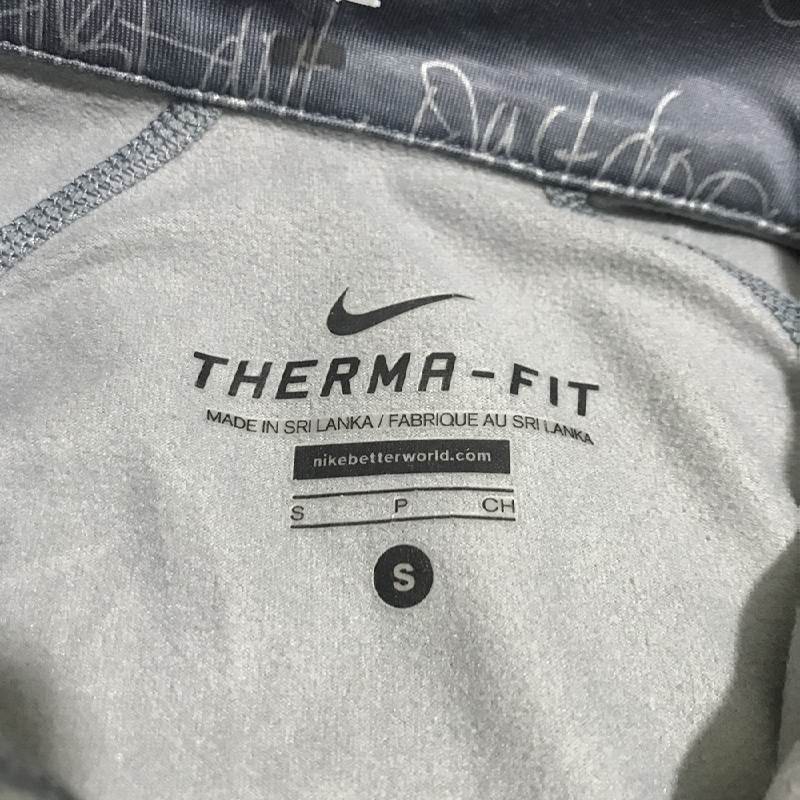 THERMA-FIT
MADE IN SRI LANKA / FABRIQUE AU SRI LANKA
nikebetterworld.com
S P CH
S